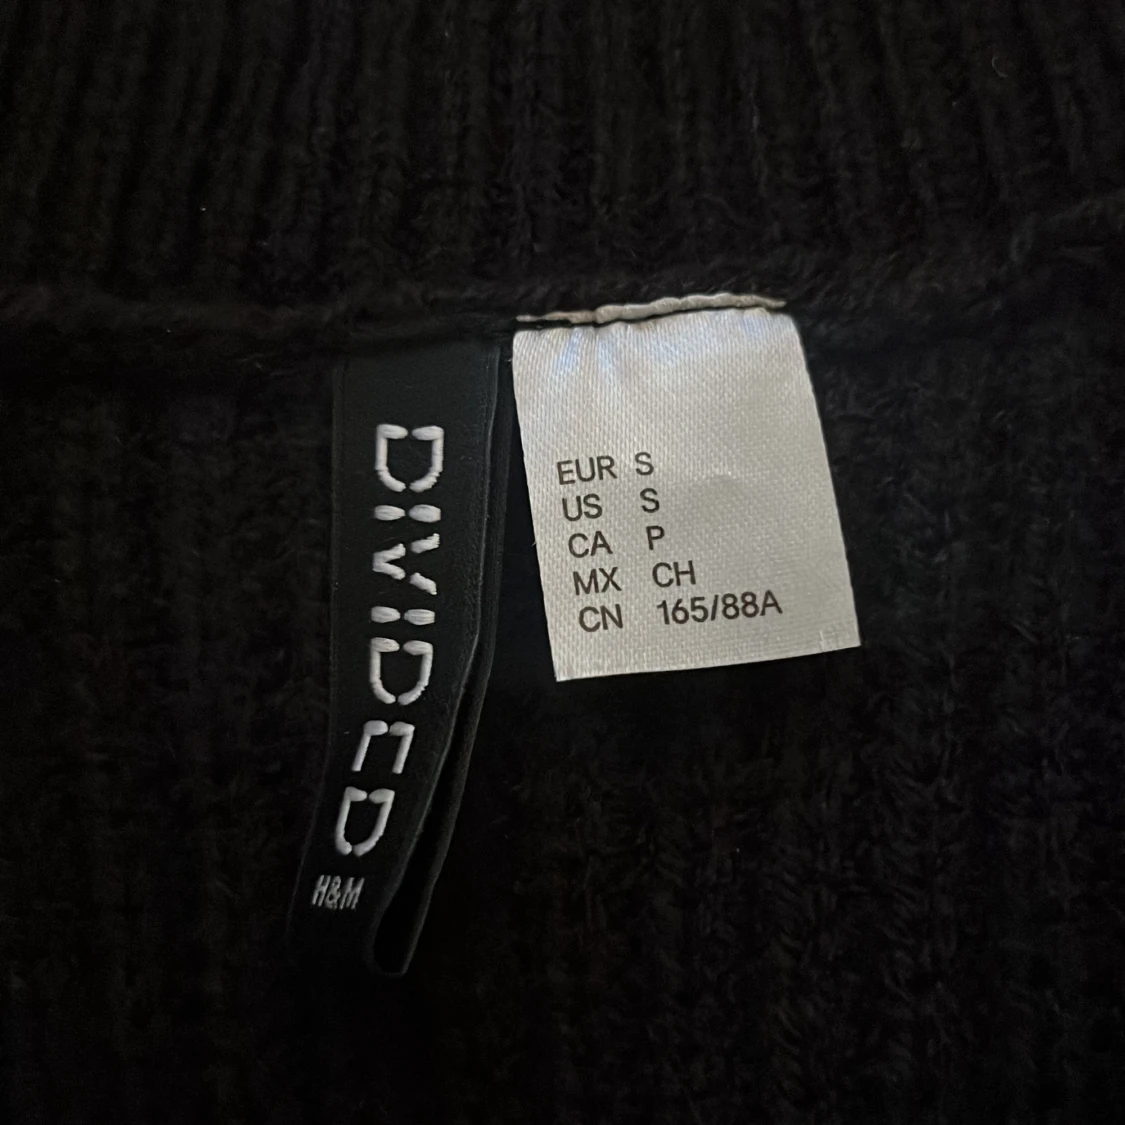 DIVIDED
H&M
EUR S
US S
CA P
MX CH
CN 165/88A